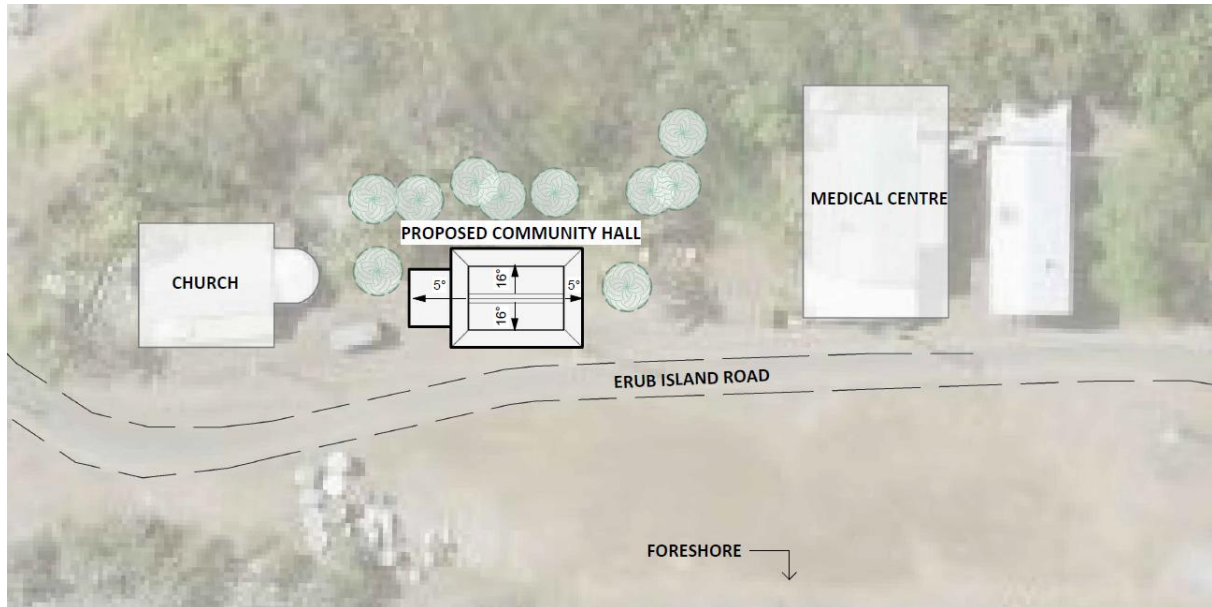 MEDICAL CENTRE
PROPOSED COMMUNITY HALL
CHURCH
5°
16°
5°
16°
ERUB ISLAND ROAD
FORESHORE